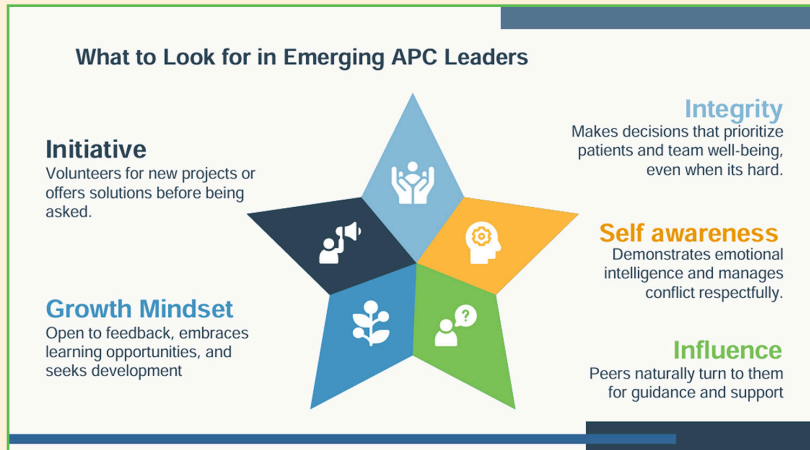 What to Look for in Emerging APC Leaders
Initiative
Volunteers for new projects or
offers solutions before being
asked.
Growth Mindset
Open to feedback, embraces
learning opportunities, and
seeks development
Integrity
Makes decisions that prioritize
patients and team well-being,
even when its hard.
Self awareness
Demonstrates emotional
intelligence and manages
conflict respectfully.
Influence
Peers naturally turn to them
for guidance and support
?